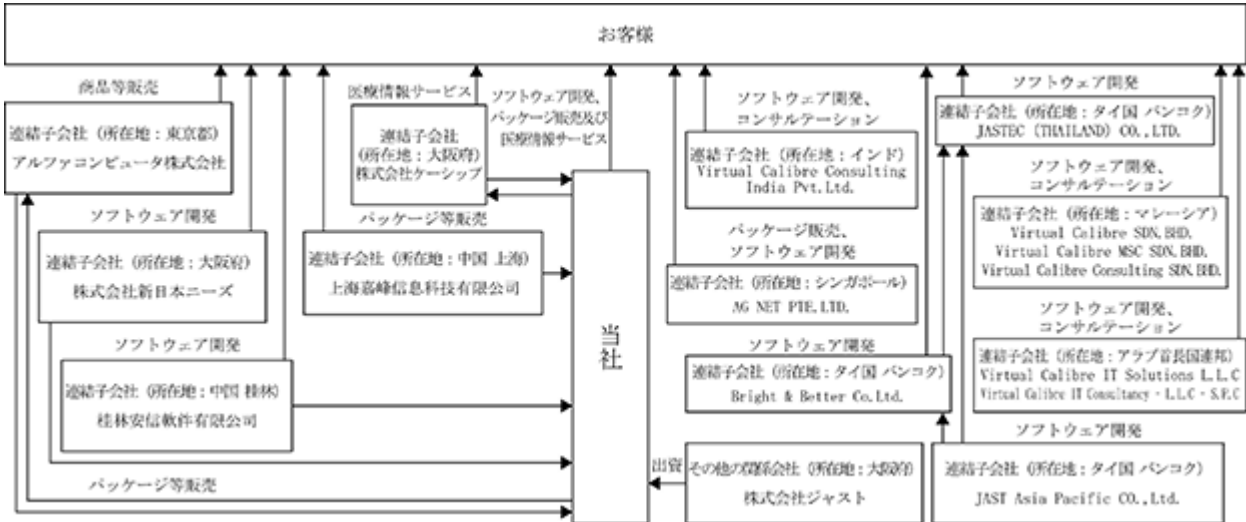 お客様
商品等販売
連結子会社（所在地：東京都）
アルファコンピュータ株式会社
ソフトウェア開発
連結子会社（所在地：大阪府）
株式会社新日本ニーズ
ソフトウェア開発
連結子会社（所在地：中国 桂林）
桂林安信軟件有限公司
パッケージ等販売
医療情報サービス
連結子会社
（所在地：大阪府）
株式会社ケーシップ
パッケージ等販売
連結子会社（所在地：中国 上海）
上海嘉峰信息科技有限公司
ソフトウェア開発、
パッケージ販売及び
医療情報サービス
当社
出資
ソフトウェア開発、
コンサルテーション
連結子会社（所在地：インド）
Virtual Calibre Consulting
India Pvt.Ltd.
パッケージ販売、
ソフトウェア開発
連結子会社（所在地：シンガポール）
AG NET PTE.LTD.
ソフトウェア開発
連結子会社（所在地：タイ国 バンコク）
Bright & Better Co.Ltd.
その他の関係会社（所在地：大阪府）
株式会社ジャスト
ソフトウェア開発
連結子会社（所在地：タイ国 バンコク）
JASTEC (THAILAND) CO.,LTD.
ソフトウェア開発、
コンサルテーション
連結子会社（所在地：マレーシア）
Virtual Calibre SDN.BHD.
Virtual Calibre MSC SDN.BHD.
Virtual Calibre Consulting SDN.BHD.
ソフトウェア開発、
コンサルテーション
連結子会社（所在地：アラブ首長国連邦）
Virtual Calibre IT Solutions L.L.C
Virtual Calibre IT Consultancy - L.L.C - S.P.C
ソフトウェア開発
連結子会社（所在地：タイ国 バンコク）
JAST Asia Pacific CO.,Ltd.